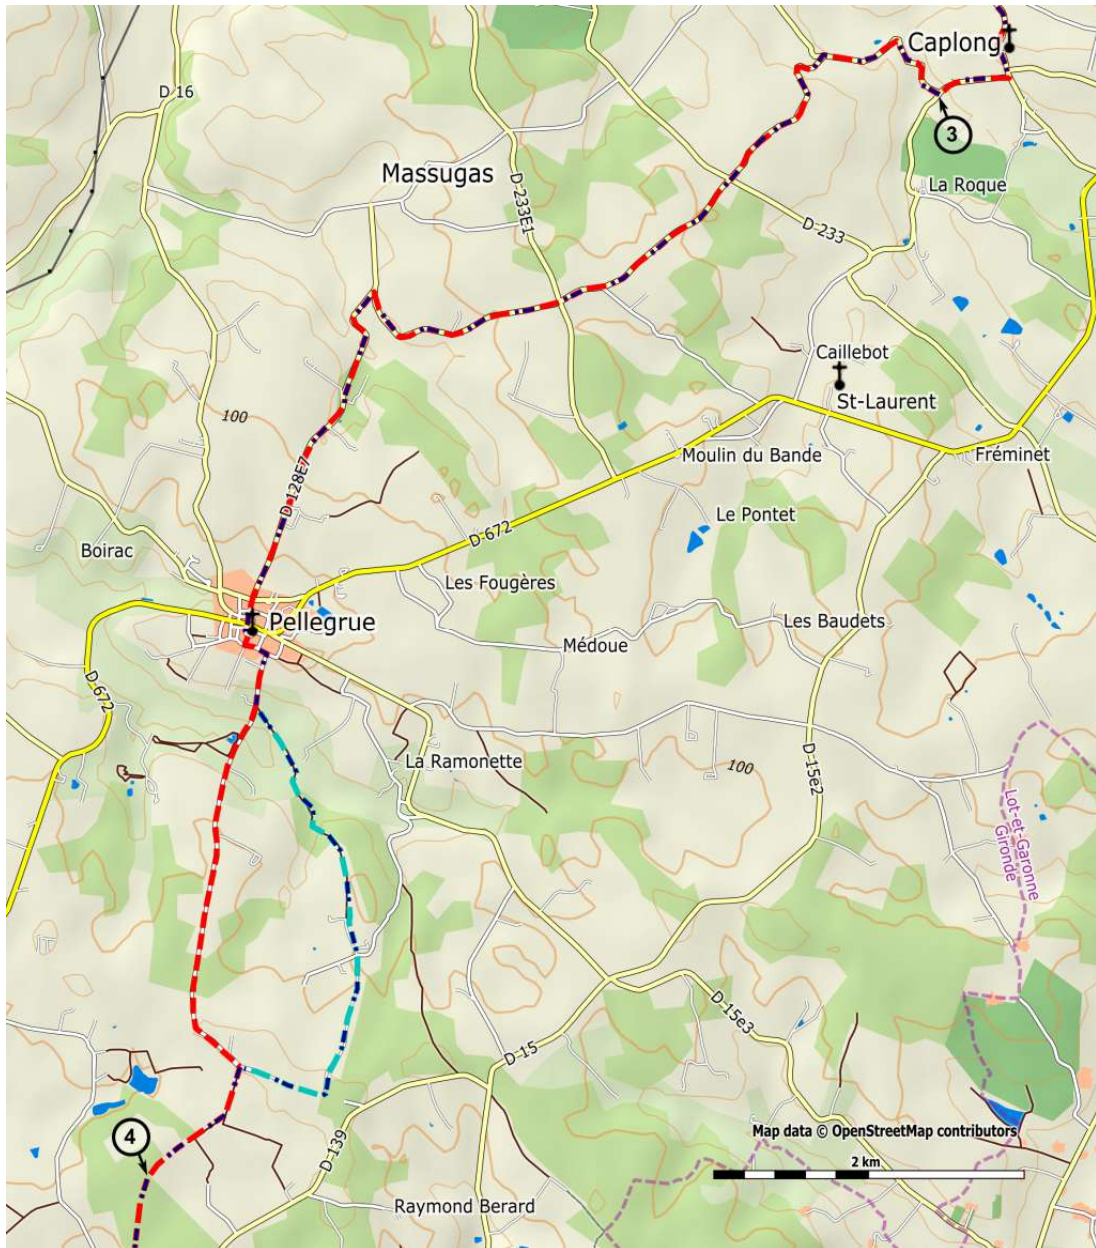 Caplong
D 16
3
Massugas
La Roque
D 233E1
D 233
Caillebot
St-Laurent
100
Moulin du Bande
Fréminet
D 128E7
Le Pontet
D 672
Boirac
Les Fougères
Pellegrue
Les Baudets
Médoue
D 672
La Ramonette
100
D 15e2
Lot-et-Garonne
Gironde
D 15e3
D 15
4
Map data © OpenStreetMap contributors
D 139
2 km
Raymond Berard